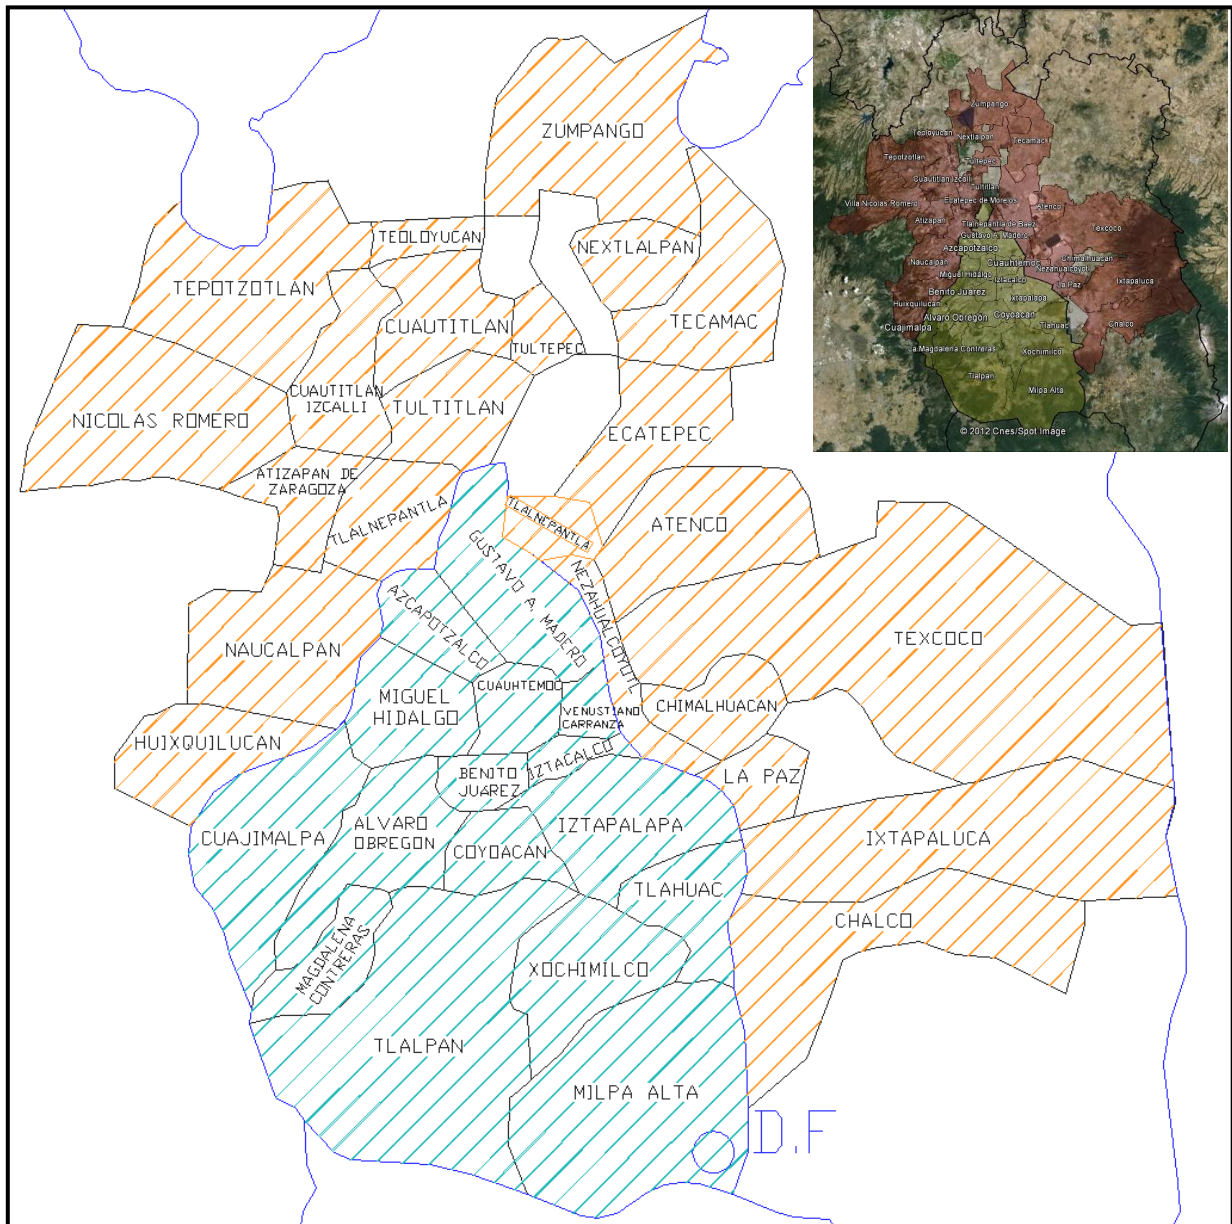 ZUMPANGO
TEOLOYUCAN
NEXTLALPAN
TEPOTZOTLAN
CUAUTITLAN
TULTEPEC
TECAMAC
NICOLAS ROMERO
CUAUTITLAN
IZCALLI
TULTITLAN
ECATEPEC
ATIZAPAN DE
ZARAGOZA
TLALNEPANTLA
TLALNEPANTLA
ATENCO
GUSTAVO A. MADERO
NEZAHUALCOYOTL
AZCAPOTZALCO
TEXCOCO
NAUCALPAN
MIGUEL
HIDALGO
CUAUHTEMOC
VENUSTIANO
CARRANZA
CHIMALHUACAN
HUIXQUILUCAN
BENITO
JUAREZ
IZTACALCO
LA PAZ
CUAJIMALPA
ALVARO
OBREGON
COYOACAN
IZTAPALAPA
IXTAPALUCA
TLAHUAC
CHALCO
MAGDALENA
CONTRERAS
XOCHIMILCO
TLALPAN
MILPA ALTA
D.F
Zumpango
Teoloyucan
Nextlalpan
Tecamac
Tepotzotlan
Tultepec
Cuautitlan Izcalli
Tultitlan
Villa Nicolas Romero
Ecatepec de Morelos
Atenco
Atizapan
Tlalnepantla de Baez
Texcoco
Gustavo A. Madero
Azcapotzalco
Naucalpan
Cuauhtemoc
Chimalhuacan
Nezahualcoyotl
Miguel Hidalgo
Iztacalco
La Paz
Ixtapaluca
Benito Juarez
Ixtapalapa
Huixquilucan
Alvaro Obregon
Coyoacan
Cuajimalpa
Tlahuac
Chalco
a Magdalena Contreras
Xochimilco
Tlalpan
Milpa Alta
© 2012 Cnes/Spot Image